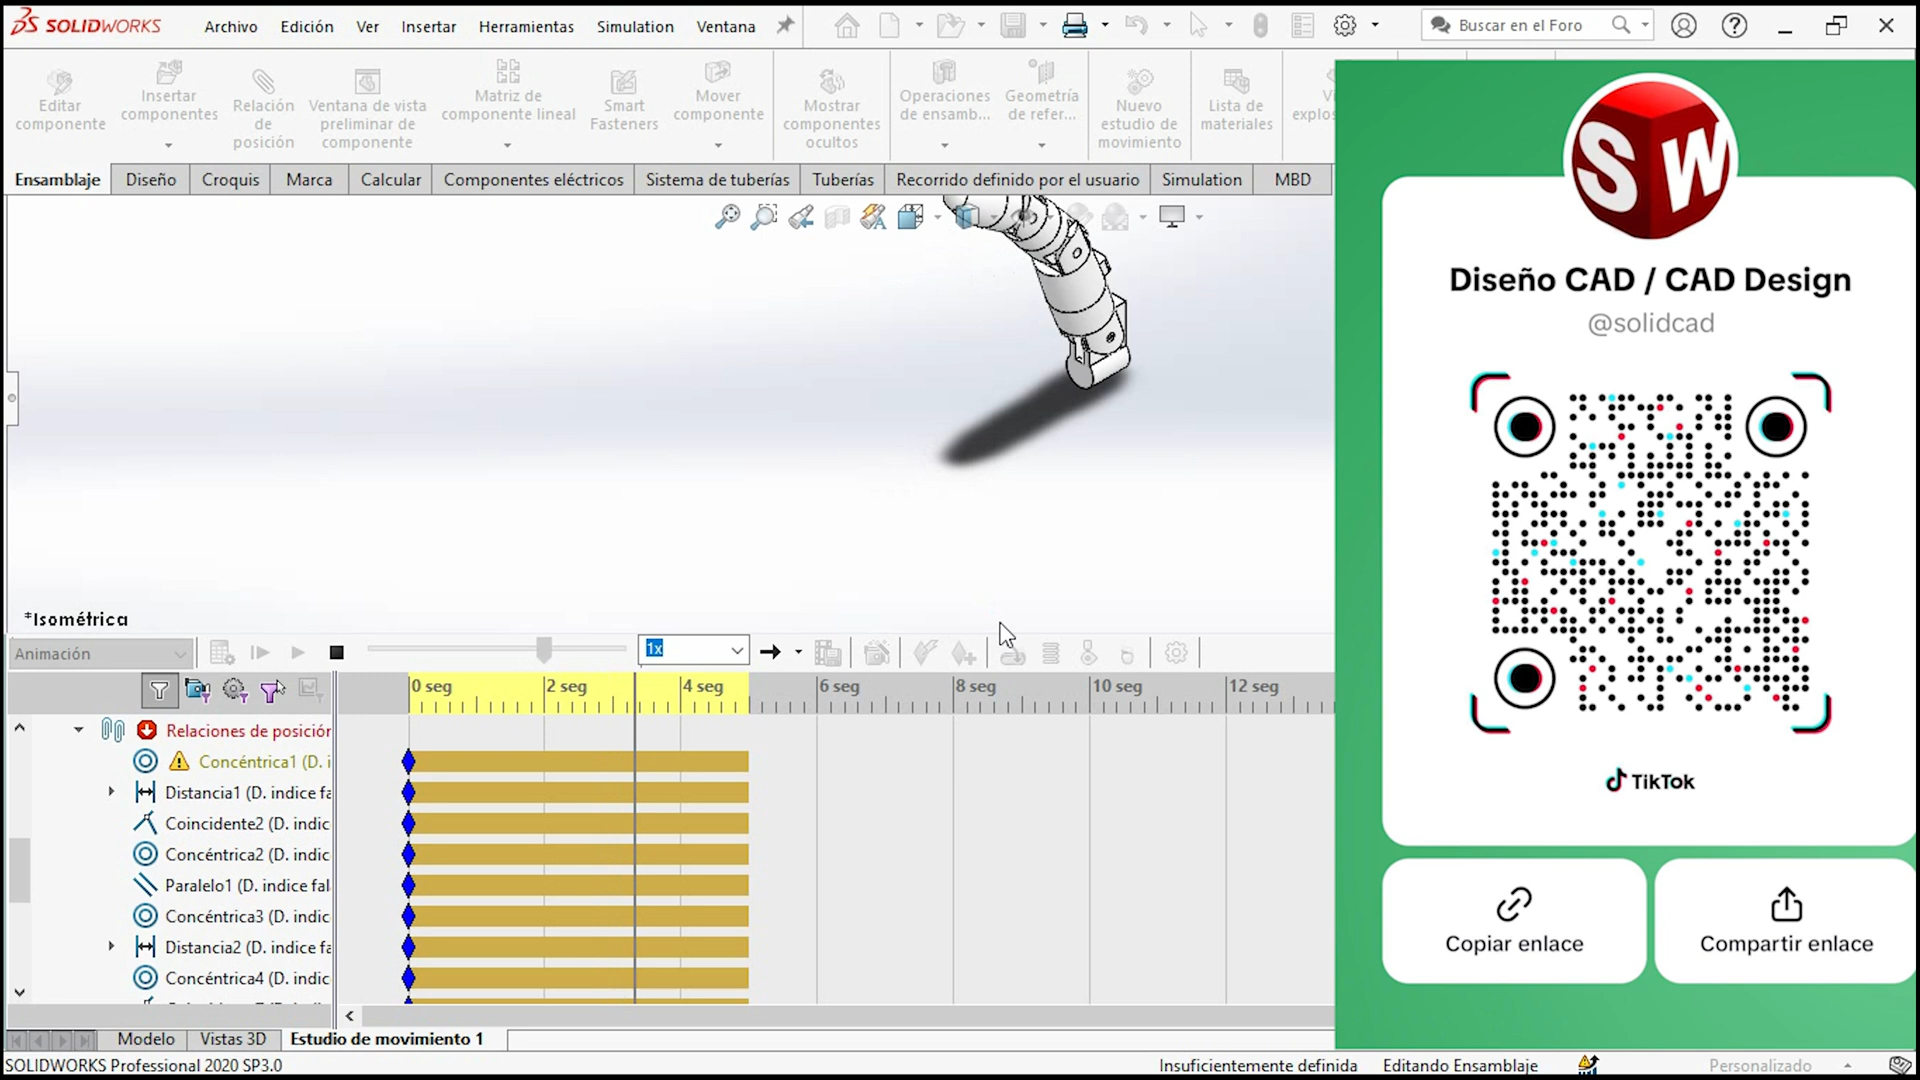 SOLIDWORKS
Archivo Edición Ver Insertar Herramientas Simulation Ventana
Buscar en el Foro
Editar componente
Insertar componentes
Relación de posición
Ventana de vista preliminar de componente
Matriz de componente lineal
Smart Fasteners
Mover componente
Mostrar componentes ocultos
Operaciones de ensamb...
Geometría de refer...
Nuevo estudio de movimiento
Lista de materiales
Ensamblaje Diseño Croquis Marca Calcular Componentes eléctricos Sistema de tuberías Tuberías Recorrido definido por el usuario Simulation MBD
*Isométrica
Animación
1x
0 seg 2 seg 4 seg 6 seg 8 seg 10 seg 12 seg
Relaciones de posición
Concéntrica1 (D. i
Distancia1 (D. indice fa
Coincidente2 (D. indic
Concéntrica2 (D. indic
Paralelo1 (D. indice fal
Concéntrica3 (D. indic
Distancia2 (D. indice fa
Concéntrica4 (D. indic
Modelo Vistas 3D Estudio de movimiento 1
SOLIDWORKS Professional 2020 SP3.0
Insuficientemente definida Editando Ensamblaje Personalizado
SW
Diseño CAD / CAD Design
@solidcad
TikTok
Copiar enlace
Compartir enlace